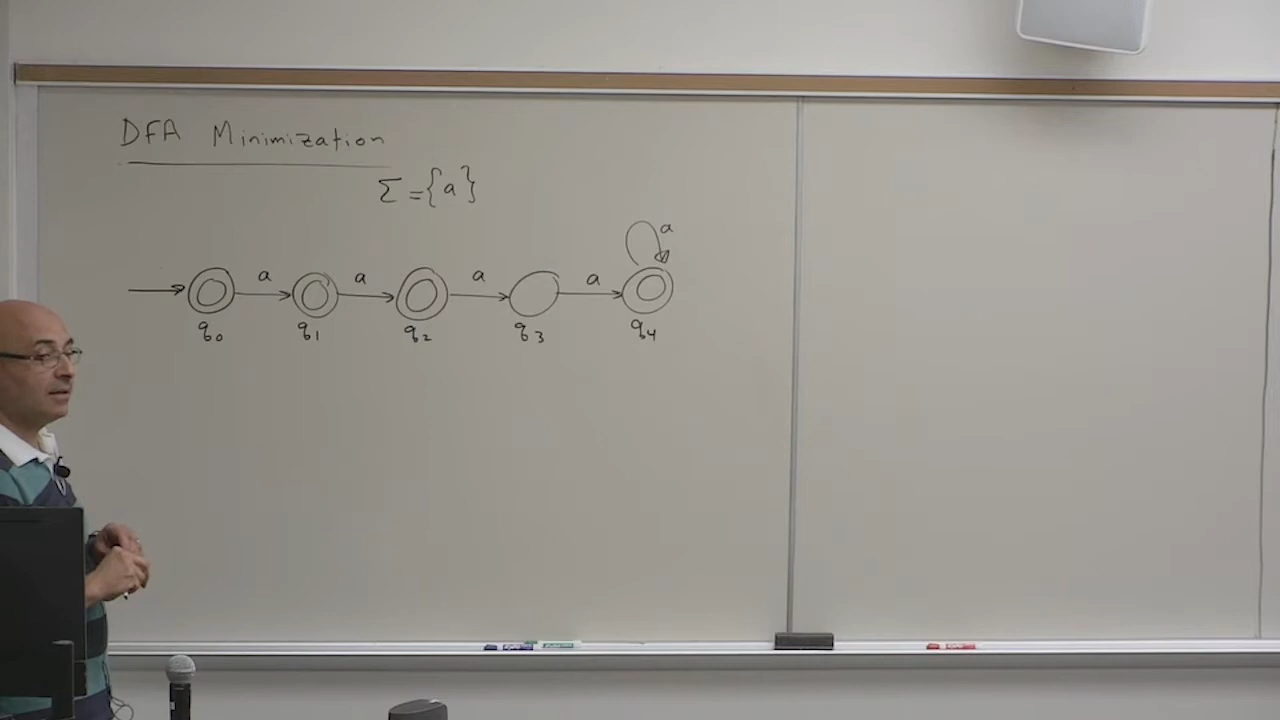 DFA Minimization
Σ = {a}
a
a a a a
q0 q1 q2 q3 q4